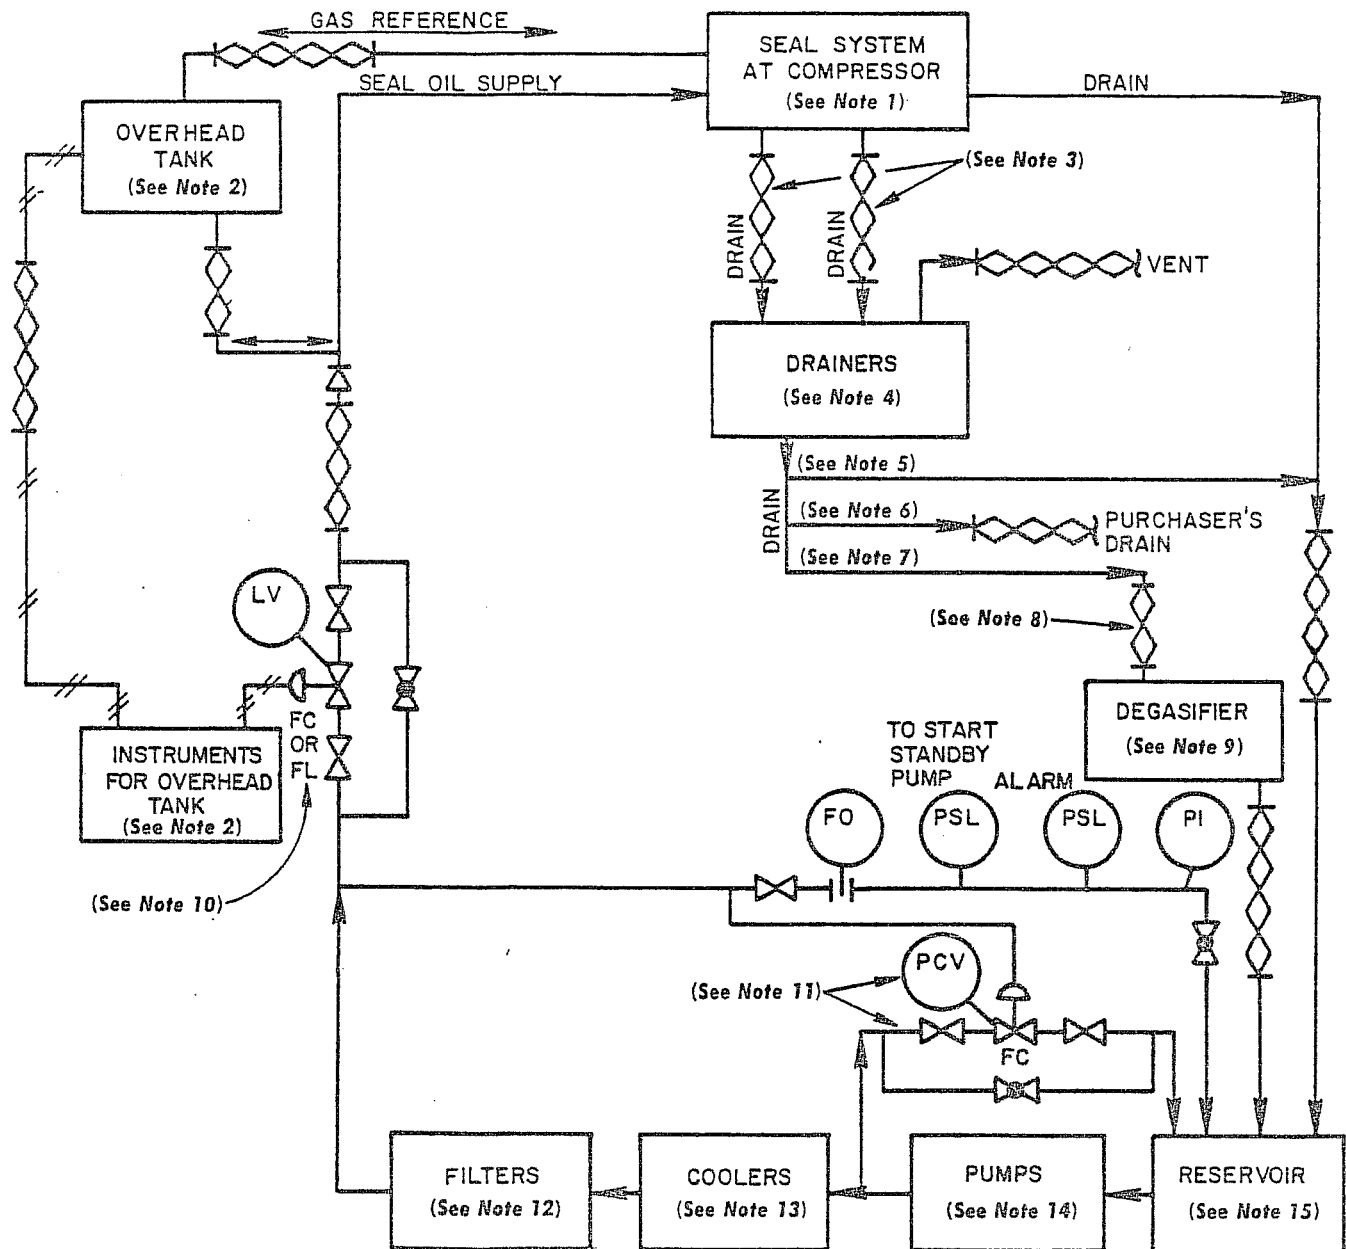 GAS REFERENCE
SEAL OIL SUPPLY
SEAL SYSTEM
AT COMPRESSOR
(See Note 1)
DRAIN
OVERHEAD
TANK
(See Note 2)
(See Note 3)
DRAIN
DRAIN
VENT
DRAINERS
(See Note 4)
(See Note 5)
DRAIN
(See Note 6)
PURCHASER'S
DRAIN
(See Note 7)
(See Note 8)
LV
FC
OR
FL
INSTRUMENTS
FOR OVERHEAD
TANK
(See Note 2)
(See Note 10)
DEGASIFIER
(See Note 9)
TO START
STANDBY
PUMP
ALARM
FO
PSL
PSL
PI
PCV
(See Note 11)
FC
FILTERS
(See Note 12)
COOLERS
(See Note 13)
PUMPS
(See Note 14)
RESERVOIR
(See Note 15)